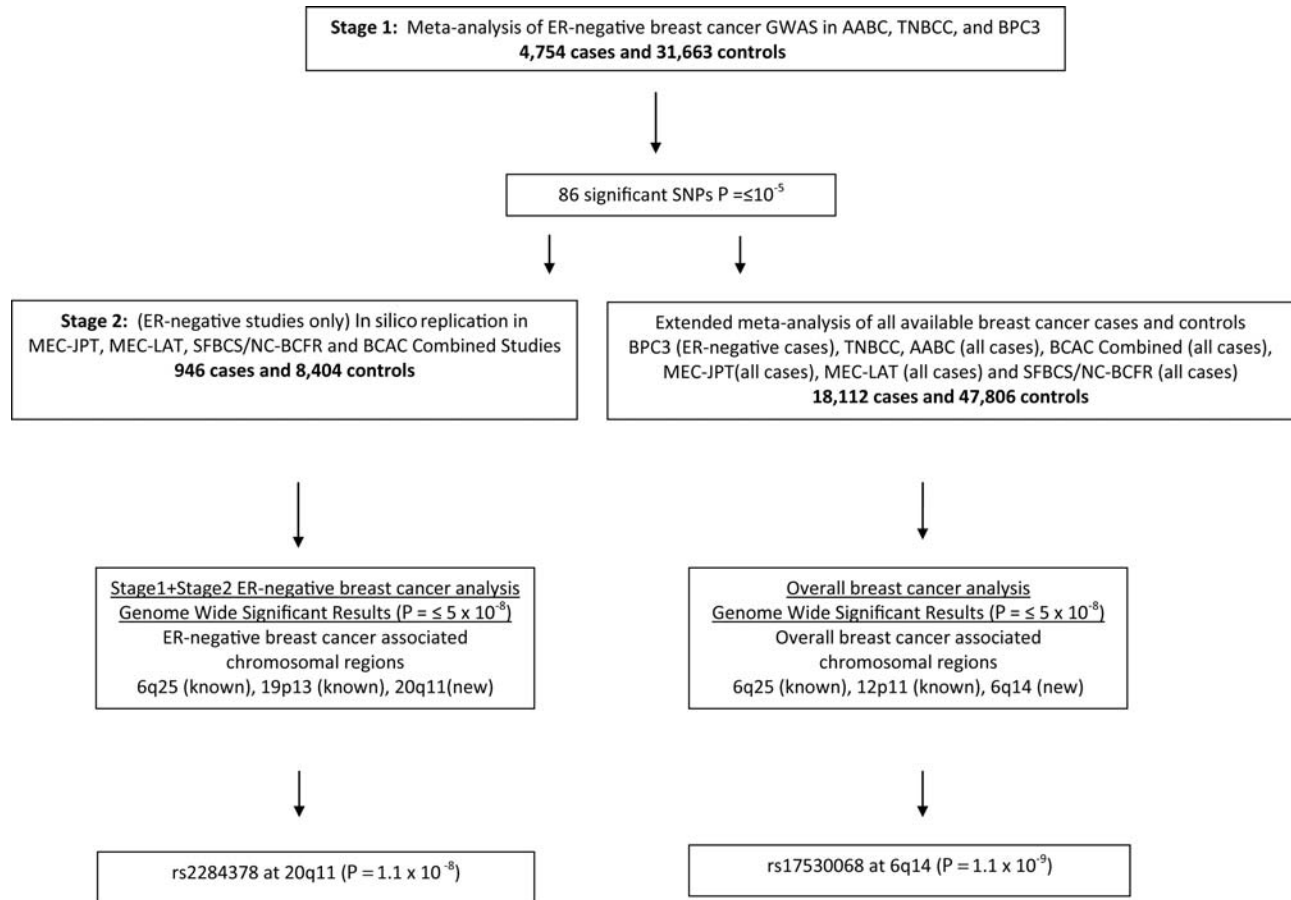 Stage 1: Meta-analysis of ER-negative breast cancer GWAS in AABC, TNBCC, and BPC3
4,754 cases and 31,663 controls
86 significant SNPs P =≤10⁻⁵
Stage 2: (ER-negative studies only) In silico replication in
MEC-JPT, MEC-LAT, SFBCS/NC-BCFR and BCAC Combined Studies
946 cases and 8,404 controls
Extended meta-analysis of all available breast cancer cases and controls
BPC3 (ER-negative cases), TNBCC, AABC (all cases), BCAC Combined (all cases),
MEC-JPT(all cases), MEC-LAT (all cases) and SFBCS/NC-BCFR (all cases)
18,112 cases and 47,806 controls
Stage1+Stage2 ER-negative breast cancer analysis
Genome Wide Significant Results (P = ≤ 5 x 10⁻⁸)
ER-negative breast cancer associated
chromosomal regions
6q25 (known), 19p13 (known), 20q11(new)
Overall breast cancer analysis
Genome Wide Significant Results (P = ≤ 5 x 10⁻⁸)
Overall breast cancer associated
chromosomal regions
6q25 (known), 12p11 (known), 6q14 (new)
rs2284378 at 20q11 (P = 1.1 x 10⁻⁸)
rs17530068 at 6q14 (P = 1.1 x 10⁻⁹)